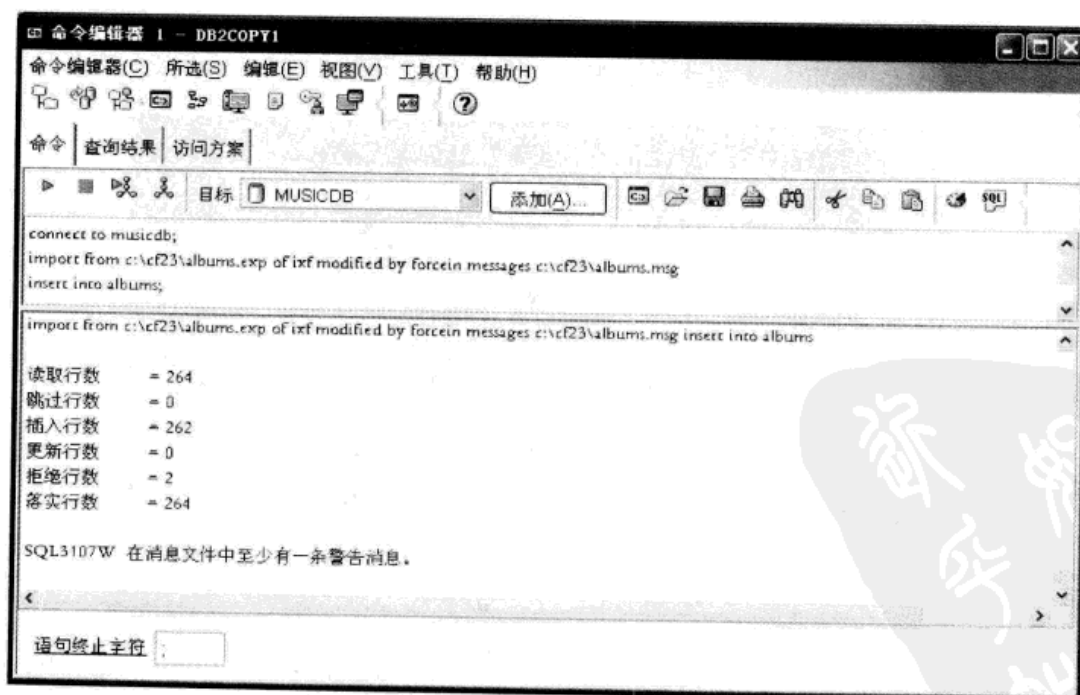 命令编辑器 1 - DB2COPY1
命令编辑器(C) 所选(S) 编辑(E) 视图(V) 工具(T) 帮助(H)
命令 查询结果 访问方案
目标 MUSICDB 添加(A)... SQL
connect to musicdb;
import from c:\cf23\albums.exp of ixf modified by forcein messages c:\cf23\albums.msg
insert into albums;
import from c:\cf23\albums.exp of ixf modified by forcein messages c:\cf23\albums.msg insert into albums
读取行数 = 264
跳过行数 = 0
插入行数 = 262
更新行数 = 0
拒绝行数 = 2
落实行数 = 264
SQL3107W 在消息文件中至少有一条警告消息。
语句终止字符 ;